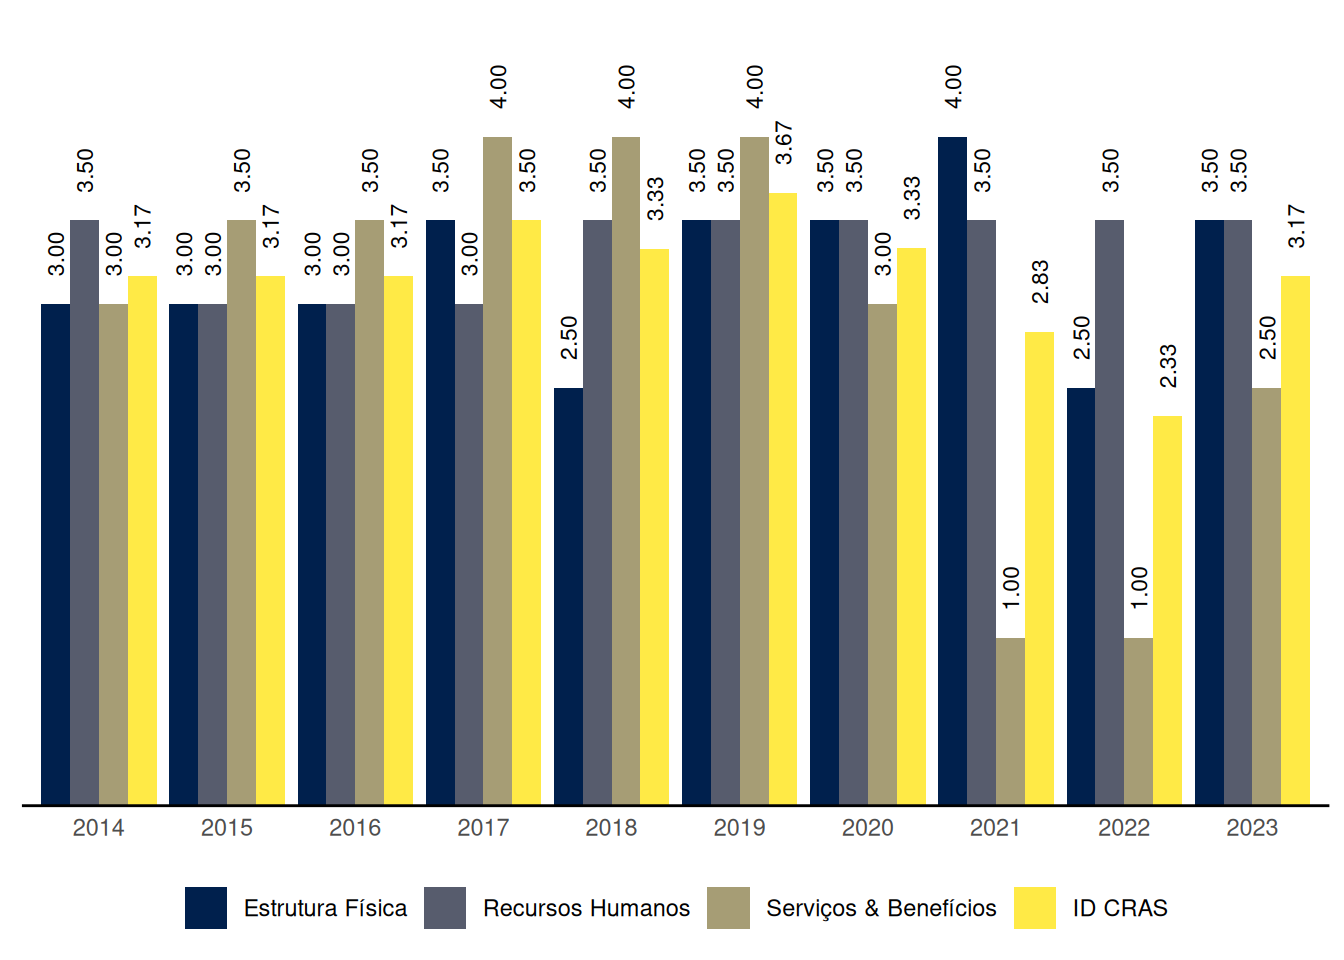 3.00 3.50 3.00 3.17
3.00 3.00 3.50 3.17
3.00 3.00 3.50 3.17
3.50 3.00 4.00 3.50
2.50 3.50 4.00 3.33
3.50 3.50 4.00 3.67
3.50 3.50 3.00 3.33
4.00 3.50 1.00 2.83
2.50 3.50 1.00 2.33
3.50 3.50 2.50 3.17
2014 2015 2016 2017 2018 2019 2020 2021 2022 2023
Estrutura Física Recursos Humanos Serviços & Benefícios ID CRAS